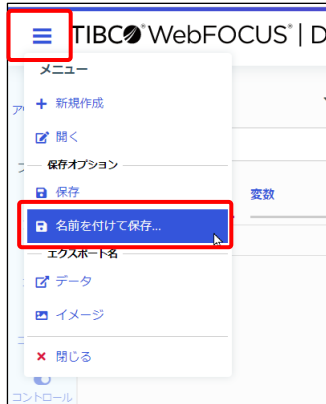 TIBCO® WebFOCUS® | D
メニュー
新規作成
開く
保存オプション
保存
変数
名前を付けて保存...
エクスポート名
データ
イメージ
閉じる
コントロール